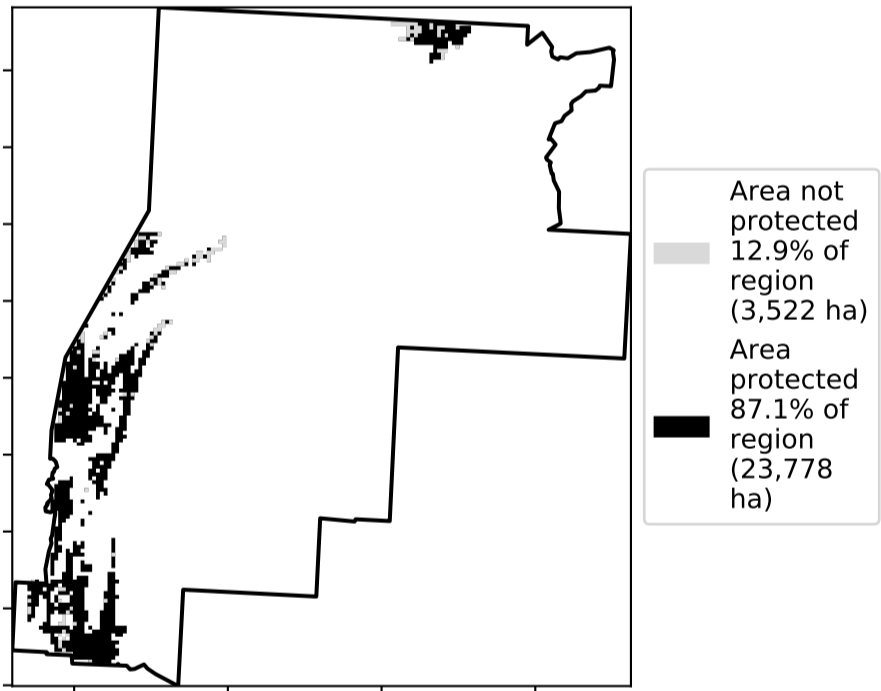 Area not
protected
12.9% of
region
(3,522 ha)
Area
protected
87.1% of
region
(23,778
ha)